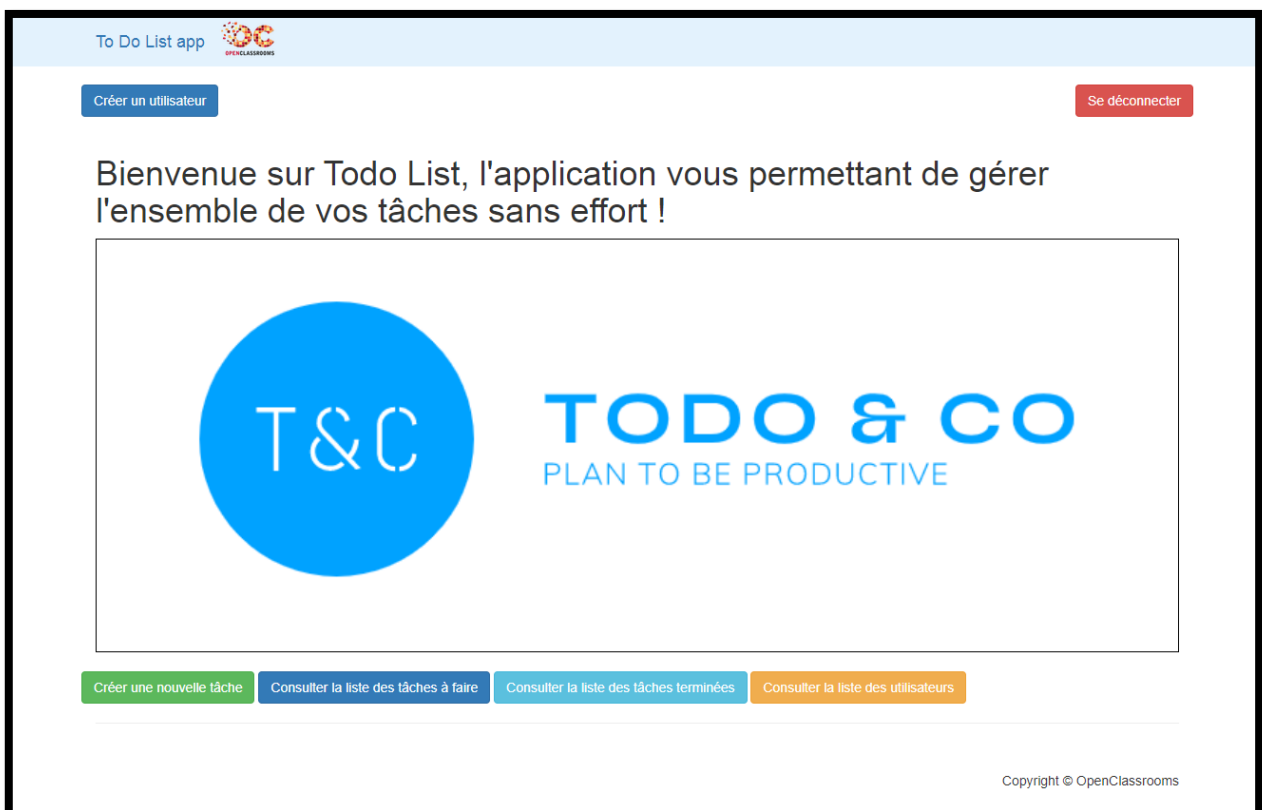 To Do List app
OC
OPENCLASSROOMS
Créer un utilisateur
Se déconnecter
Bienvenue sur Todo List, l'application vous permettant de gérer
l'ensemble de vos tâches sans effort !
T&C
TODO & CO
PLAN TO BE PRODUCTIVE
Créer une nouvelle tâche
Consulter la liste des tâches à faire
Consulter la liste des tâches terminées
Consulter la liste des utilisateurs
Copyright © OpenClassrooms